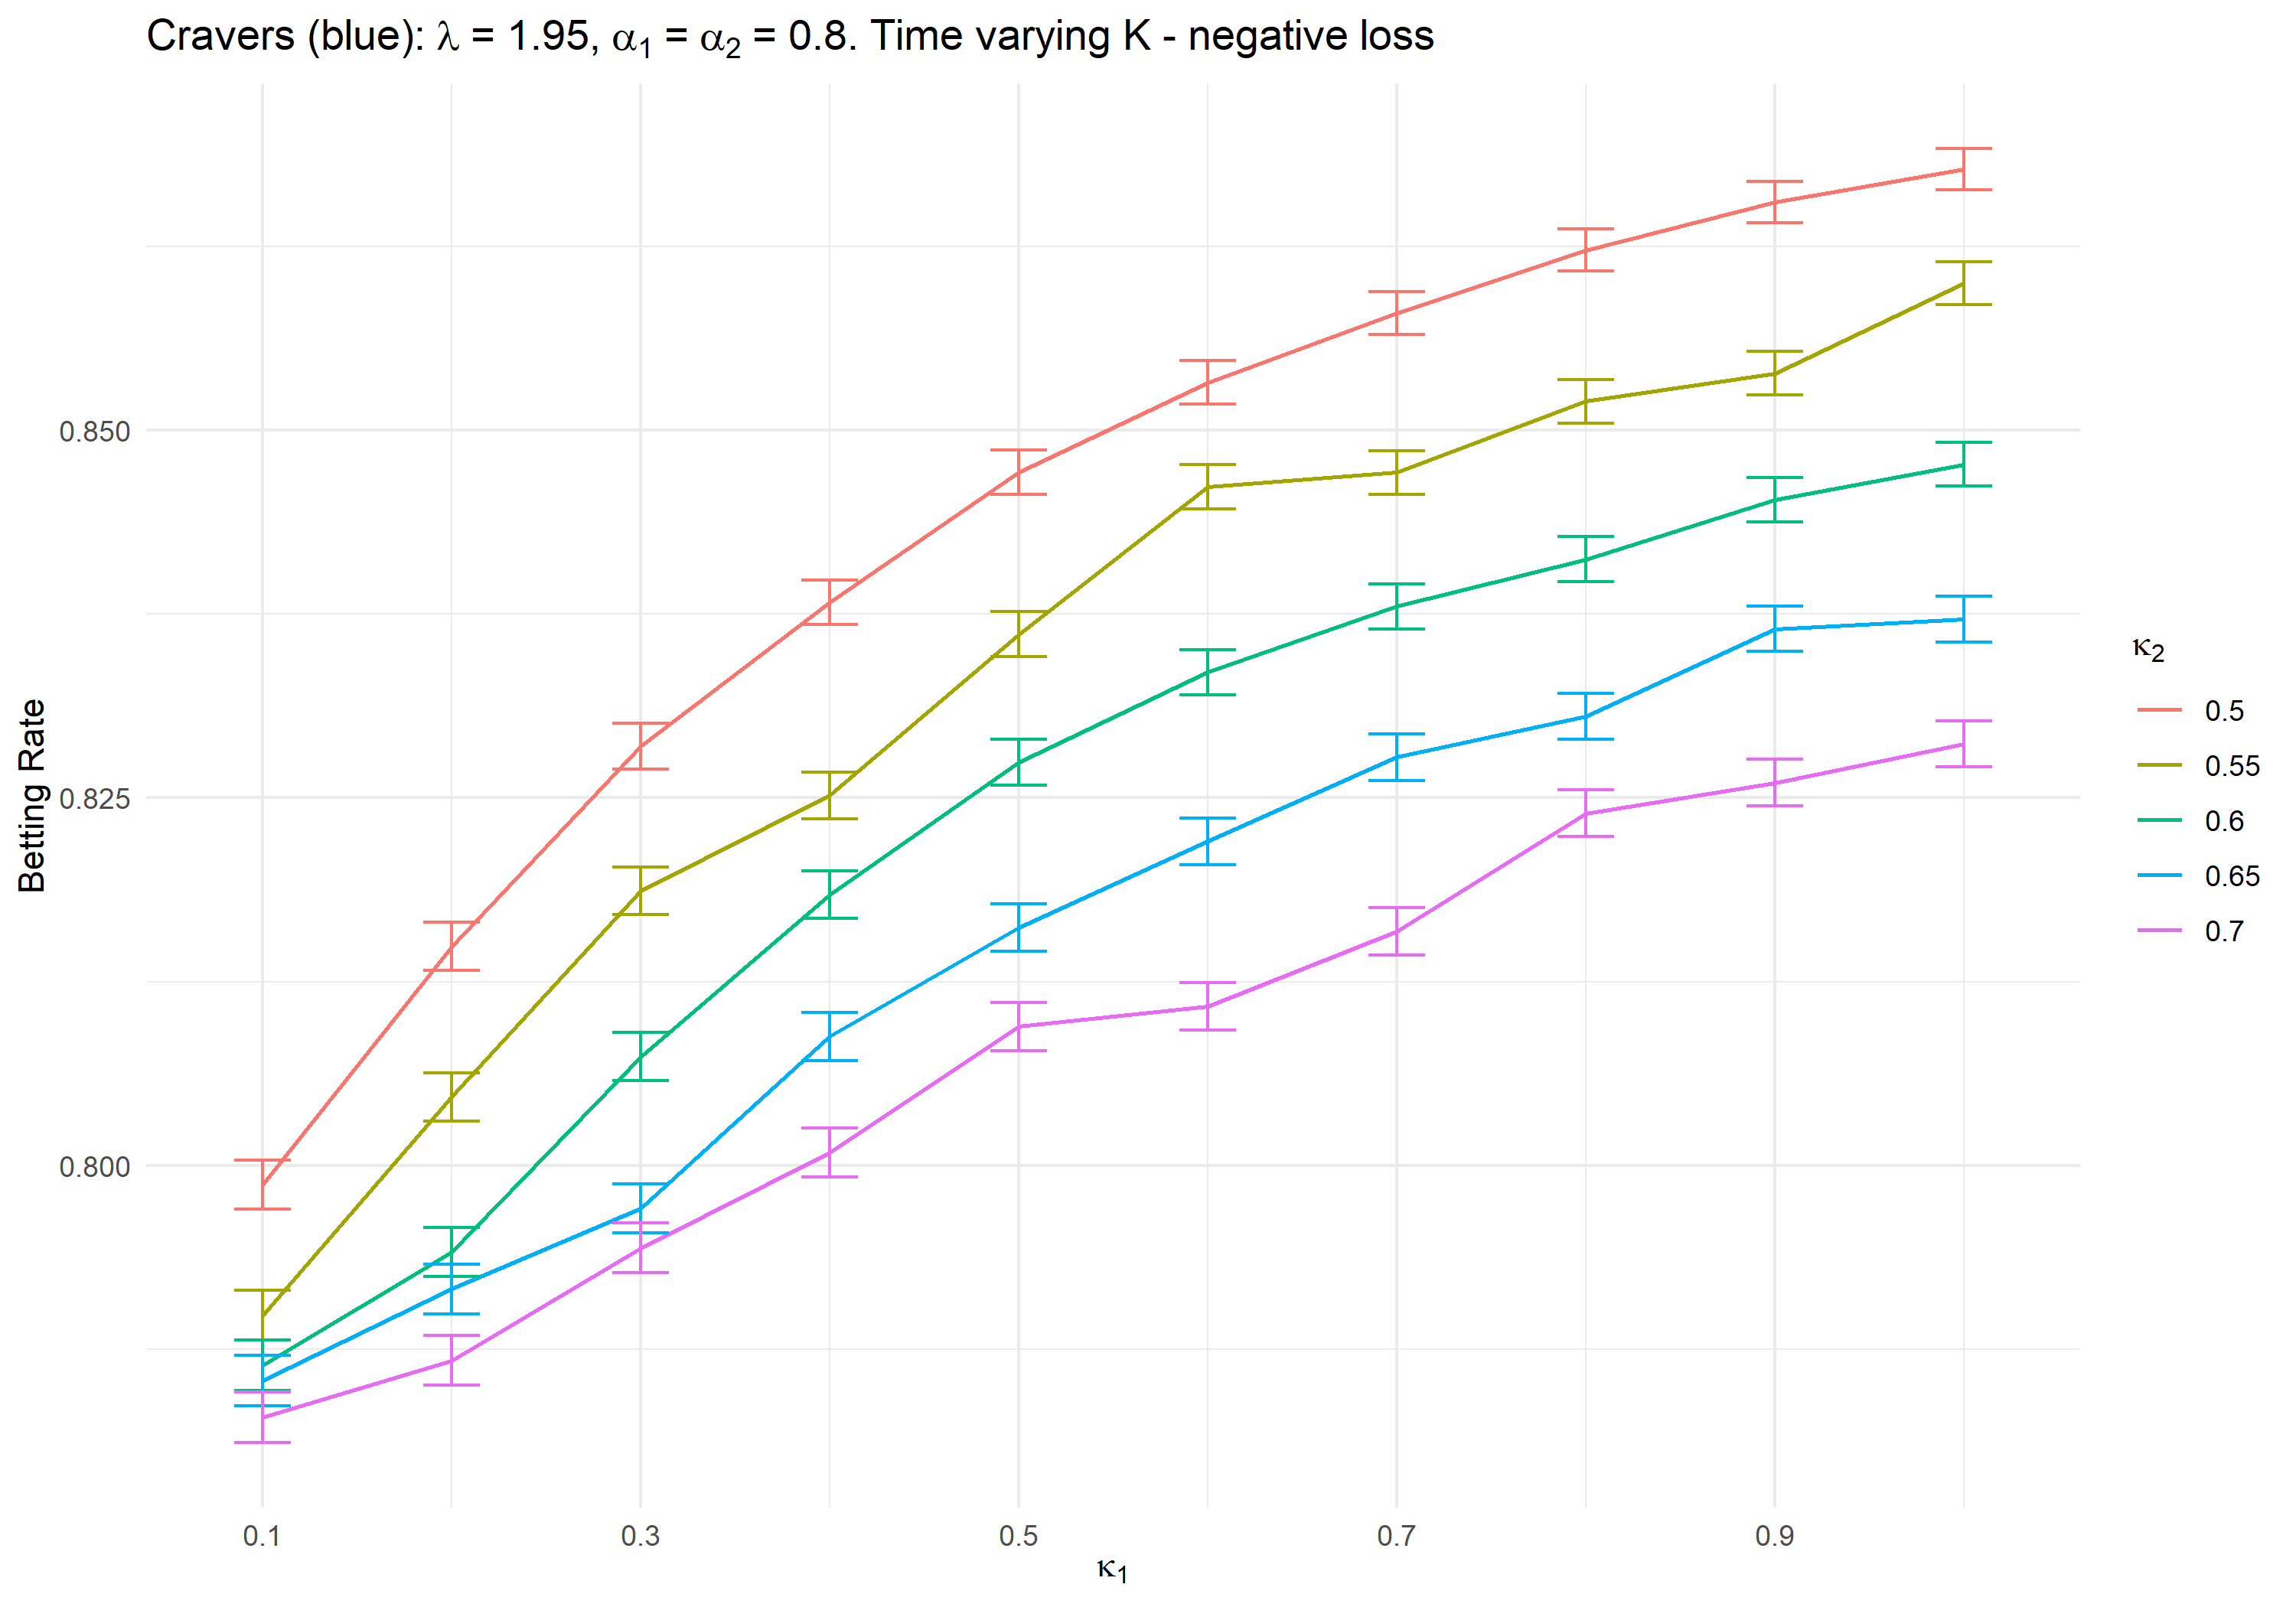 Cravers (blue): λ = 1.95, α₁ = α₂ = 0.8. Time varying K - negative loss
Betting Rate
0.850
0.825
0.800
0.1 0.3 0.5 0.7 0.9
κ₁
κ₂
0.5
0.55
0.6
0.65
0.7